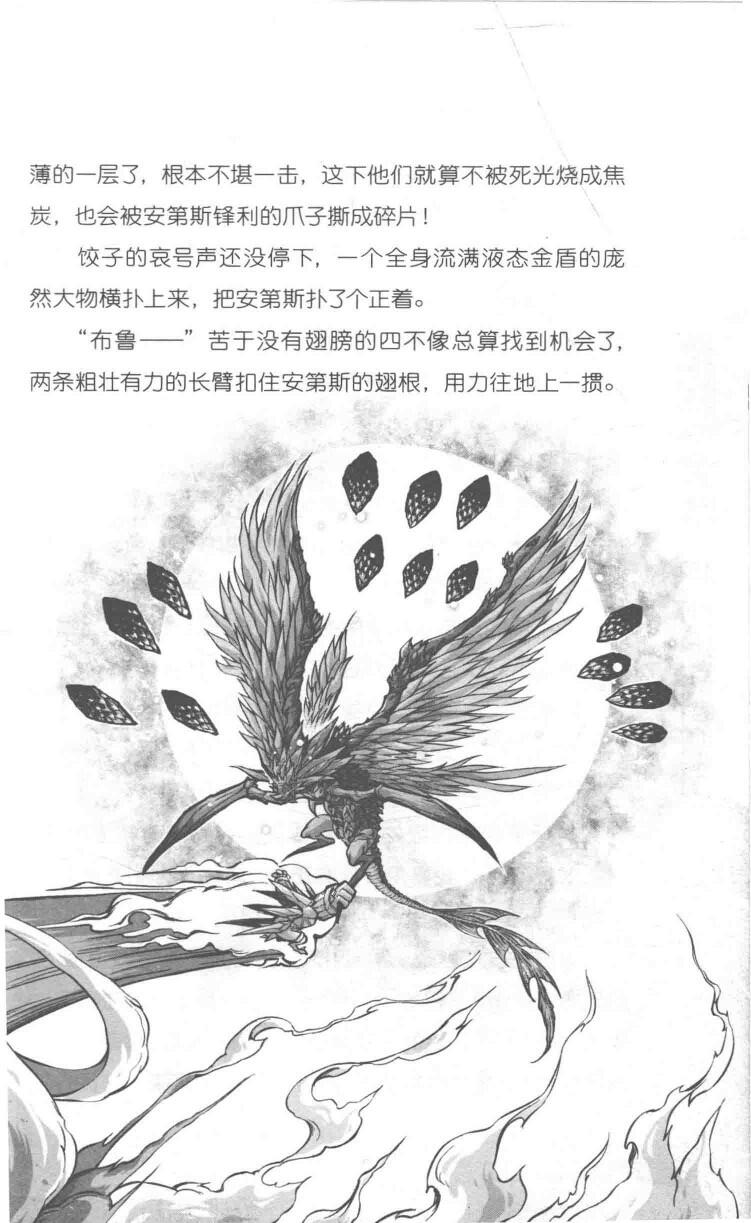 薄的一层了，根本不堪一击，这下他们就算不被死光烧成焦
炭，也会被安第斯锋利的爪子撕成碎片！
饺子的哀号声还没停下，一个全身流满液态金盾的庞
然大物横扑上来，把安第斯扑了个正着。
“布鲁——”苦于没有翅膀的四不像总算找到机会了，
两条粗壮有力的长臂扣住安第斯的翅根，用力往地上一掼。